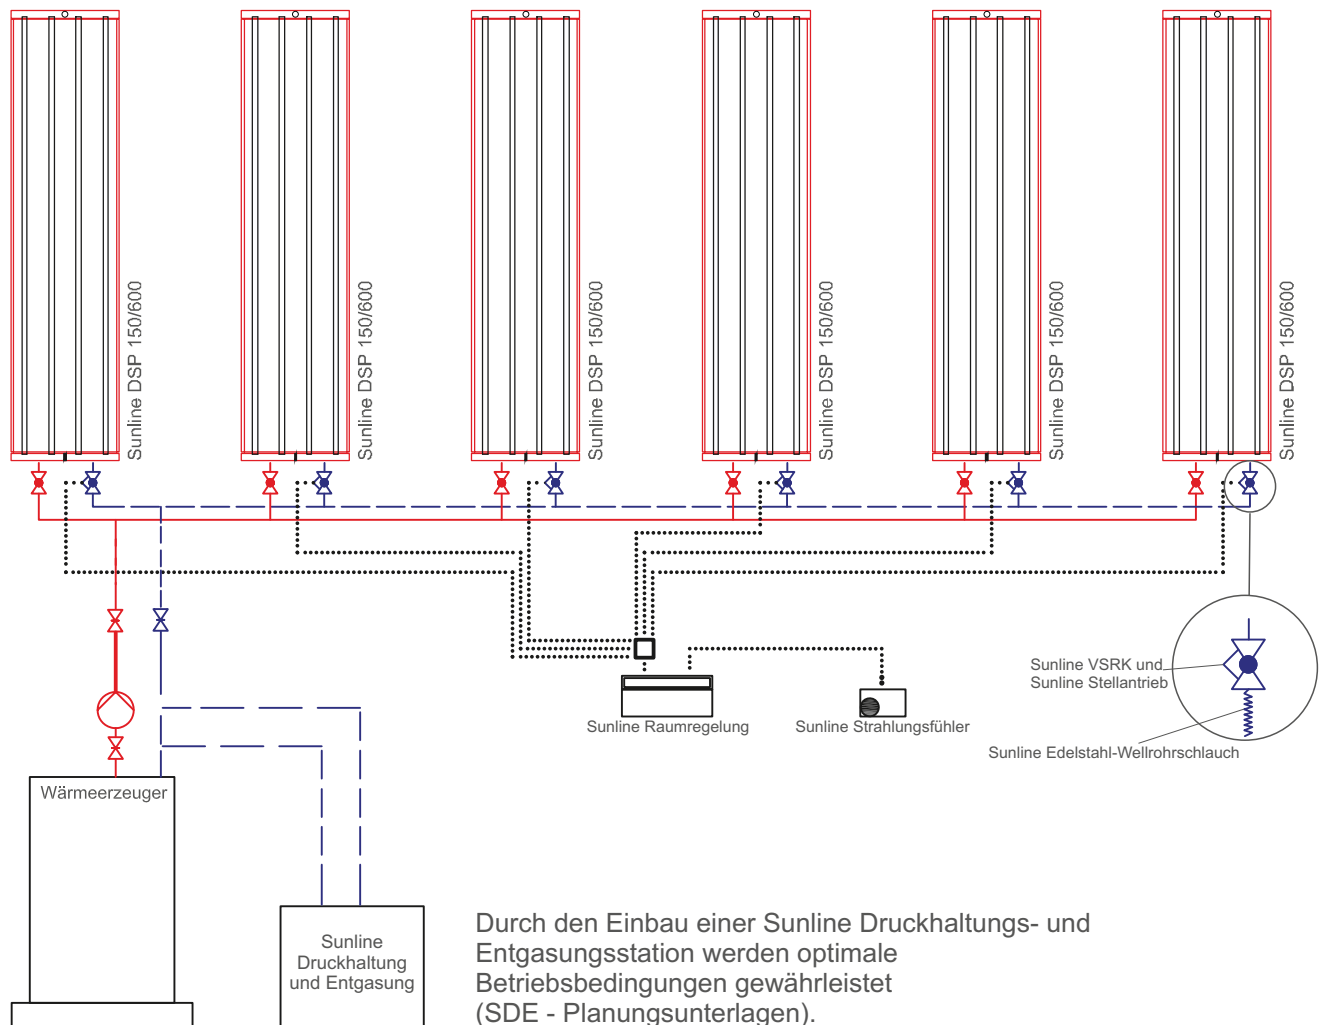 Sunline DSP 150/600
Sunline DSP 150/600
Sunline DSP 150/600
Sunline DSP 150/600
Sunline DSP 150/600
Sunline DSP 150/600
Sunline VSRK und
Sunline Stellantrieb
Sunline Raumregelung
Sunline Strahlungsfühler
Sunline Edelstahl-Wellrohrschlauch
Wärmeerzeuger
Sunline
Druckhaltung
und Entgasung
Durch den Einbau einer Sunline Druckhaltungs- und
Entgasungsstation werden optimale
Betriebsbedingungen gewährleistet
(SDE - Planungsunterlagen).